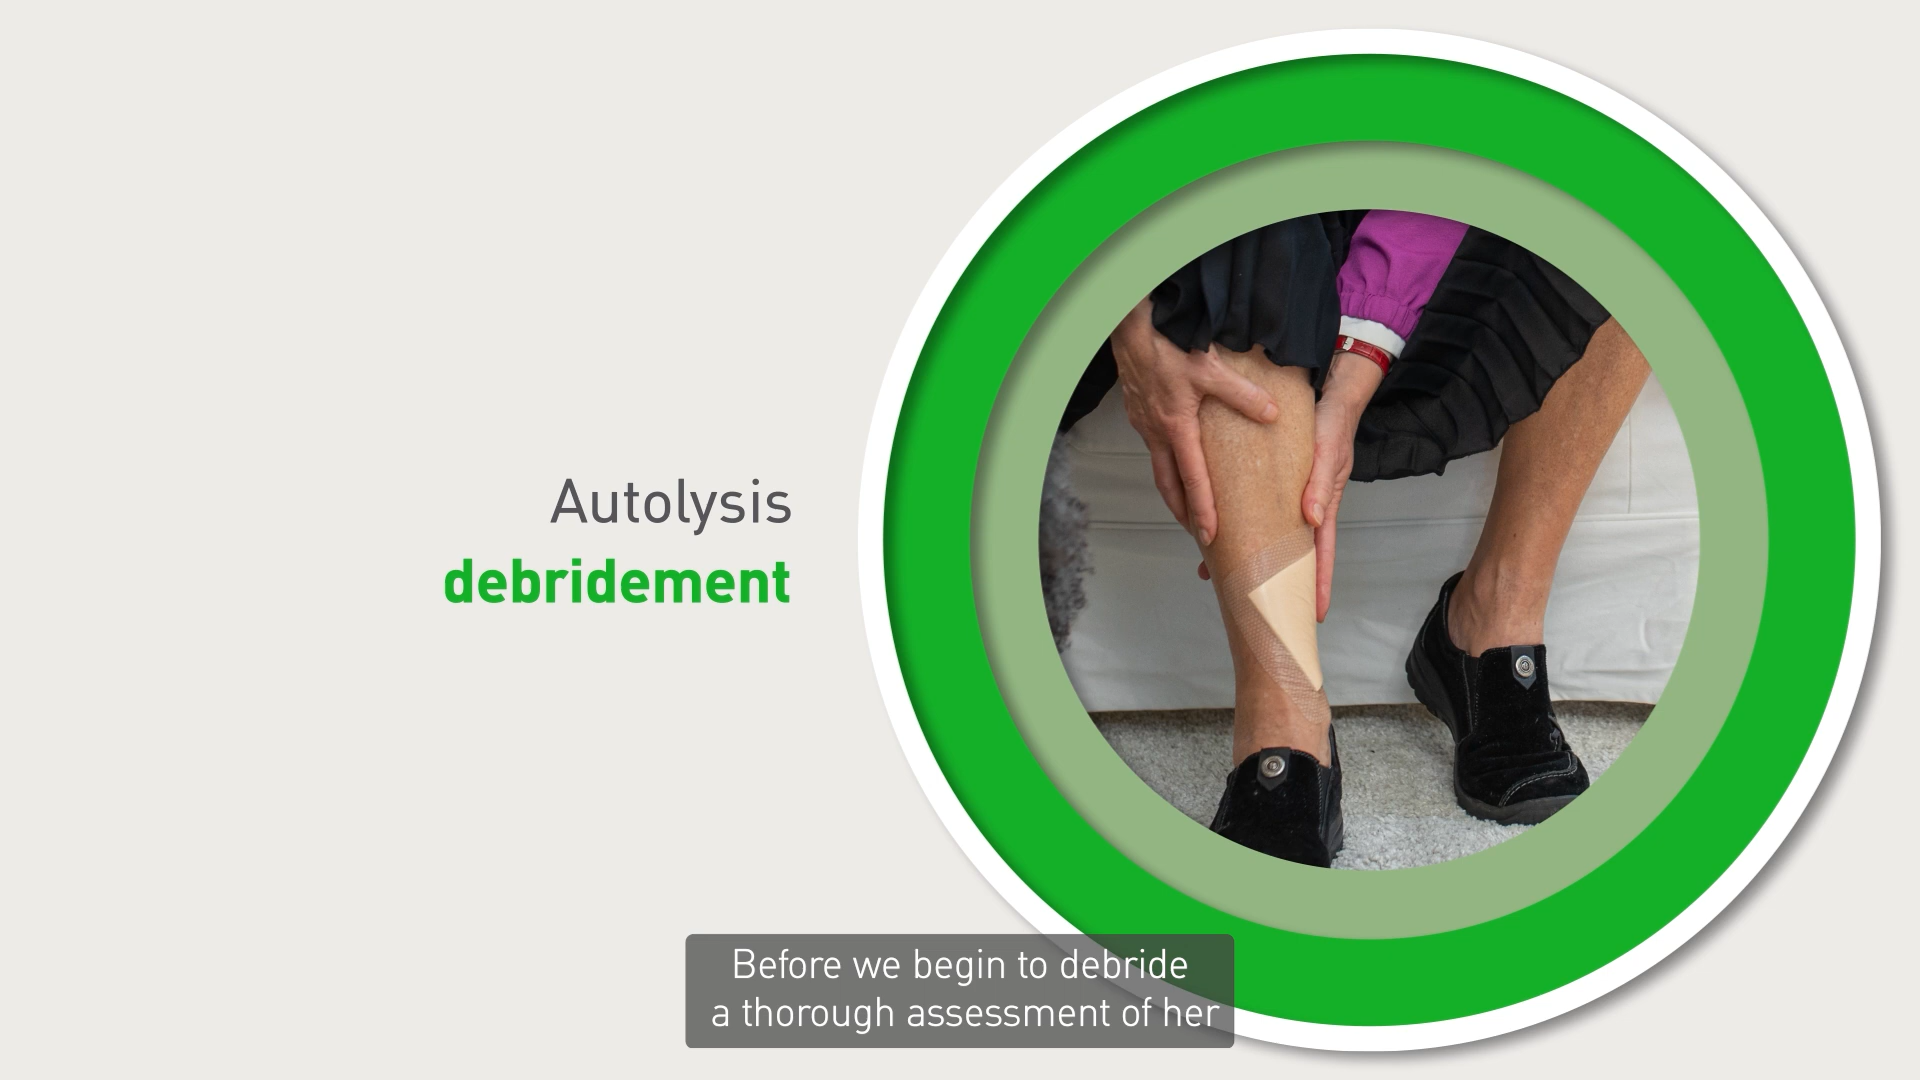 Autolysis
debridement
Before we begin to debride
a thorough assessment of her